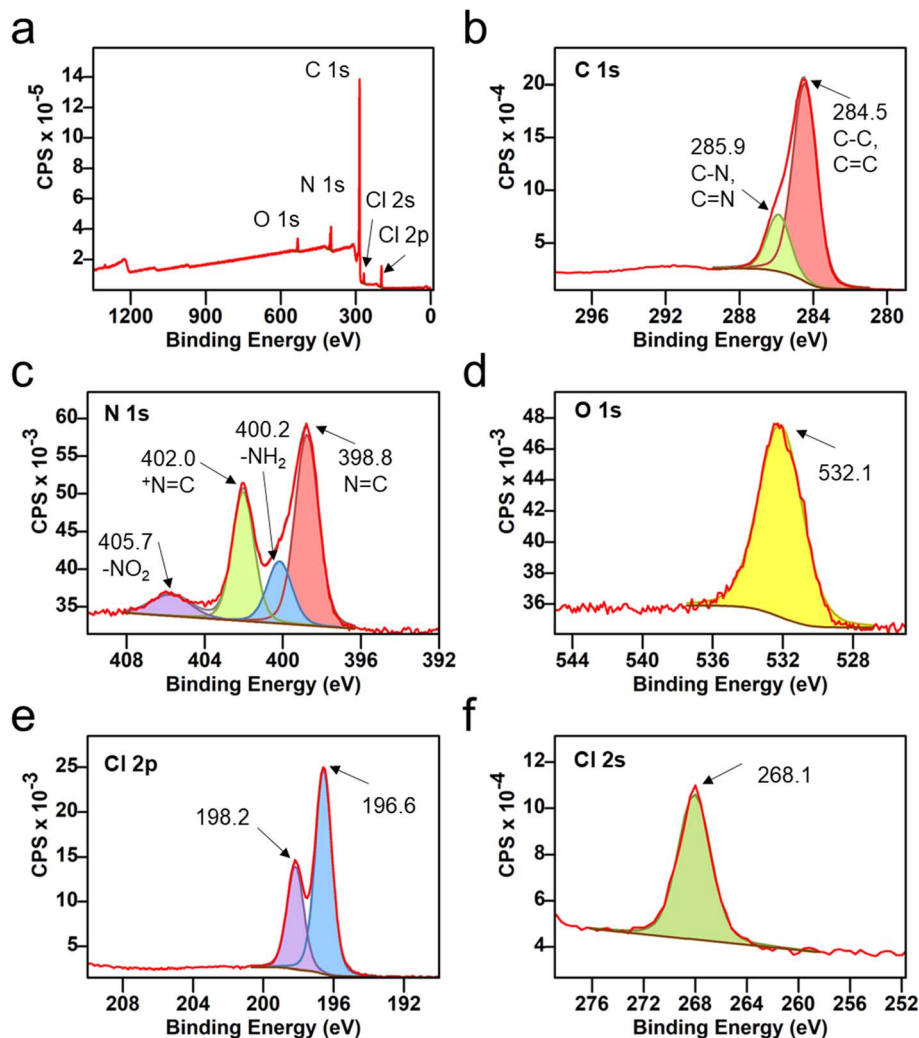 a
CPS x 10⁻⁵
14
12
10
8
6
4
2
C 1s
N 1s
O 1s
Cl 2s
Cl 2p
1200 900 600 300 0
Binding Energy (eV)
b
C 1s
CPS x 10⁻⁴
20
15
10
5
284.5
C-C,
C=C
285.9
C-N,
C=N
296 292 288 284 280
Binding Energy (eV)
c
N 1s
CPS x 10⁻³
60
55
50
45
40
35
400.2
-NH₂
402.0
⁺N=C
398.8
N=C
405.7
-NO₂
408 404 400 396 392
Binding Energy (eV)
d
O 1s
CPS x 10⁻³
48
46
44
42
40
38
36
532.1
544 540 536 532 528
Binding Energy (eV)
e
Cl 2p
CPS x 10⁻³
25
20
15
10
5
198.2
196.6
208 204 200 196 192
Binding Energy (eV)
f
Cl 2s
CPS x 10⁻⁴
12
10
8
6
4
268.1
276 272 268 264 260 256 252
Binding Energy (eV)